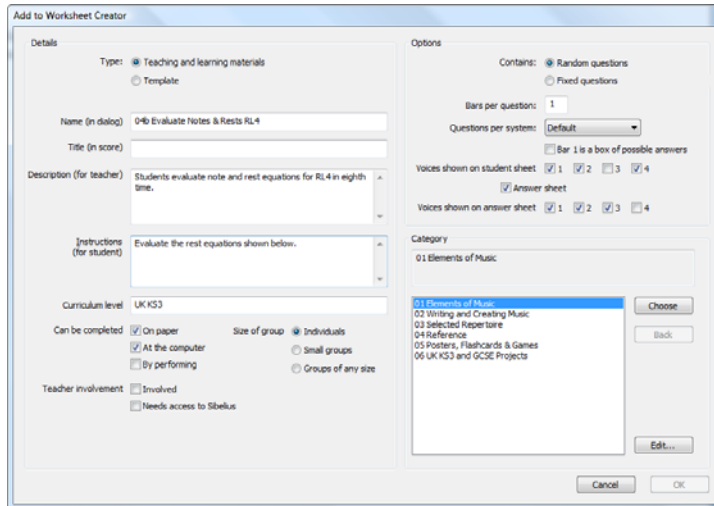 Add to Worksheet Creator
Details
Type: Teaching and learning materials
Template
Name (in dialog) 04b Evaluate Notes & Rests RL4
Title (in score)
Description (for teacher) Students evaluate note and rest equations for RL4 in eighth
time.
Instructions
(for student)
Evaluate the rest equations shown below.
Curriculum level UK KS3
Can be completed On paper
At the computer
By performing
Size of group Individuals
Small groups
Groups of any size
Teacher involvement Involved
Needs access to Sibelius
Options
Contains: Random questions
Fixed questions
Bars per question: 1
Questions per system: Default
Bar 1 is a box of possible answers
Voices shown on student sheet 1 2 3 4
Answer sheet
Voices shown on answer sheet 1 2 3 4
Category
01 Elements of Music
01 Elements of Music
02 Writing and Creating Music
03 Selected Repertoire
04 Reference
05 Posters, Flashcards & Games
06 UK KS3 and GCSE Projects
Choose
Back
Edit...
Cancel
OK